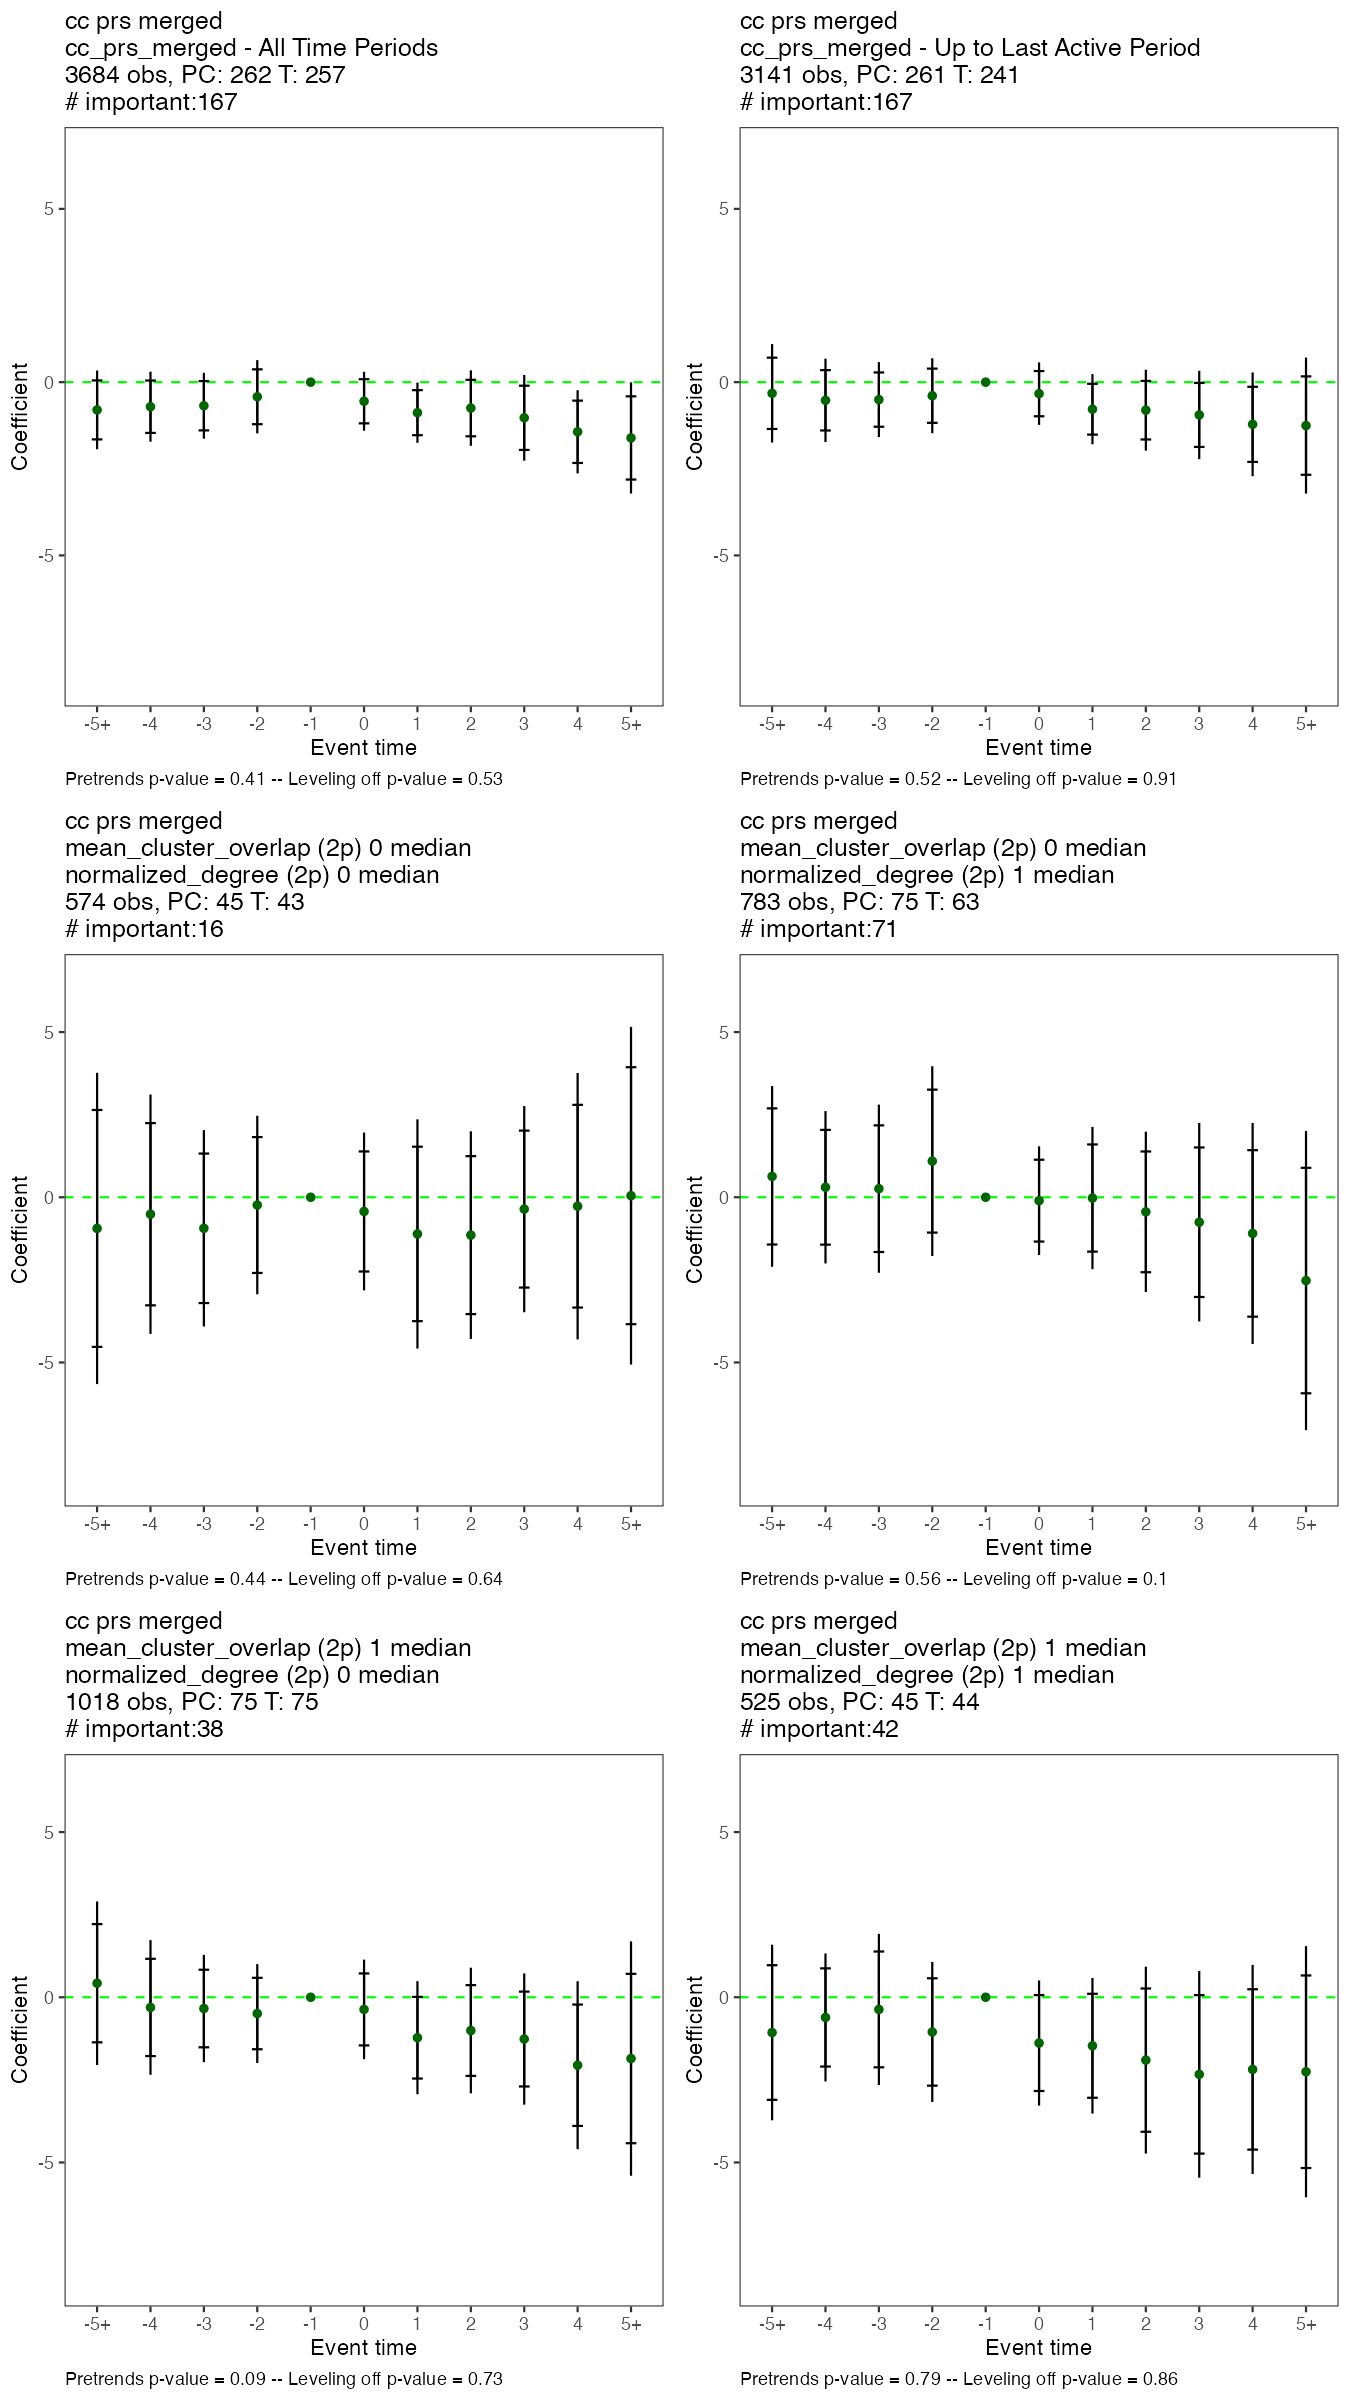 cc prs merged
cc_prs_merged - All Time Periods
3684 obs, PC: 262 T: 257
# important:167
5
0
-5
Coefficient
-5+ -4 -3 -2 -1 0 1 2 3 4 5+
Event time
Pretrends p-value = 0.41 -- Leveling off p-value = 0.53
cc prs merged
cc_prs_merged - Up to Last Active Period
3141 obs, PC: 261 T: 241
# important:167
5
0
-5
Coefficient
-5+ -4 -3 -2 -1 0 1 2 3 4 5+
Event time
Pretrends p-value = 0.52 -- Leveling off p-value = 0.91
cc prs merged
mean_cluster_overlap (2p) 0 median
normalized_degree (2p) 0 median
574 obs, PC: 45 T: 43
# important:16
5
0
-5
Coefficient
-5+ -4 -3 -2 -1 0 1 2 3 4 5+
Event time
Pretrends p-value = 0.44 -- Leveling off p-value = 0.64
cc prs merged
mean_cluster_overlap (2p) 0 median
normalized_degree (2p) 1 median
783 obs, PC: 75 T: 63
# important:71
5
0
-5
Coefficient
-5+ -4 -3 -2 -1 0 1 2 3 4 5+
Event time
Pretrends p-value = 0.56 -- Leveling off p-value = 0.1
cc prs merged
mean_cluster_overlap (2p) 1 median
normalized_degree (2p) 0 median
1018 obs, PC: 75 T: 75
# important:38
5
0
-5
Coefficient
-5+ -4 -3 -2 -1 0 1 2 3 4 5+
Event time
Pretrends p-value = 0.09 -- Leveling off p-value = 0.73
cc prs merged
mean_cluster_overlap (2p) 1 median
normalized_degree (2p) 1 median
525 obs, PC: 45 T: 44
# important:42
5
0
-5
Coefficient
-5+ -4 -3 -2 -1 0 1 2 3 4 5+
Event time
Pretrends p-value = 0.79 -- Leveling off p-value = 0.86